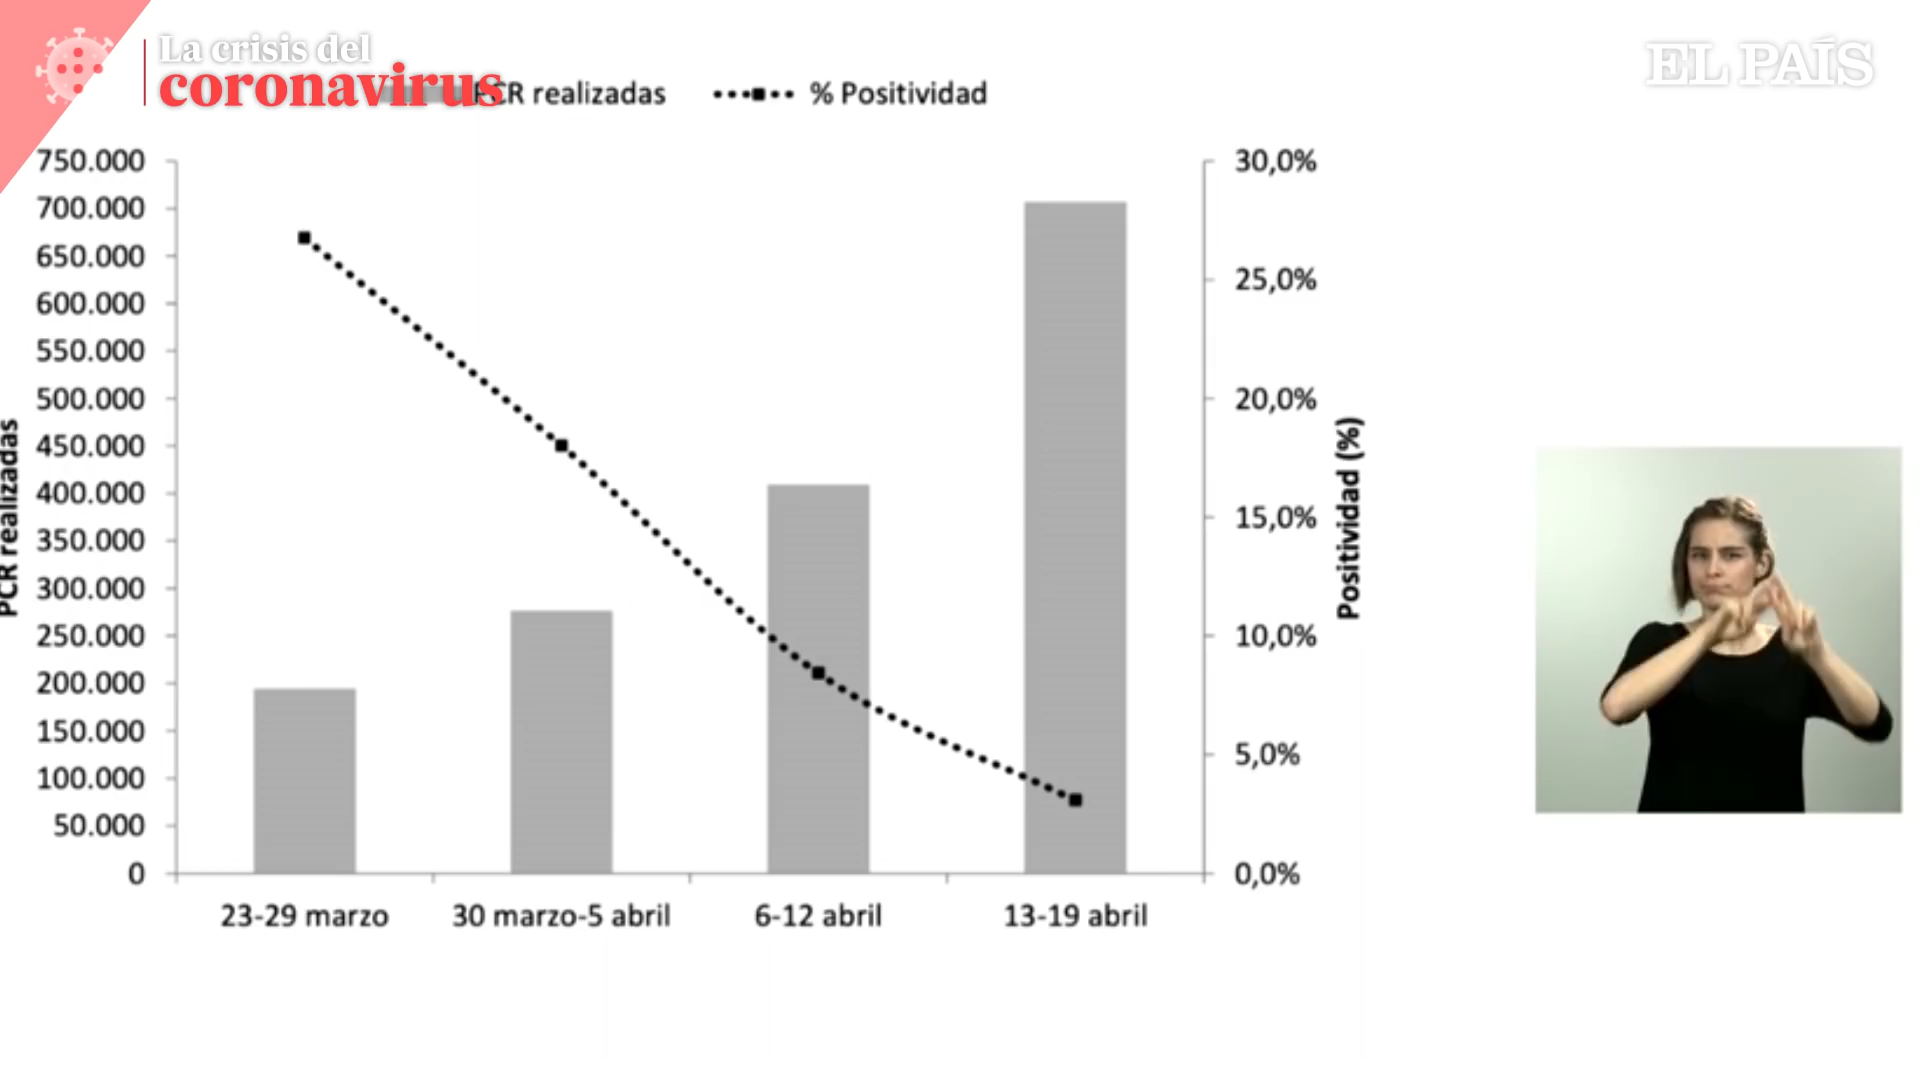 La crisis del
coronavirus
EL PAÍS
PCR realizadas
% Positividad
750.000
700.000
650.000
600.000
550.000
500.000
450.000
400.000
350.000
300.000
250.000
200.000
150.000
100.000
50.000
0
PCR realizadas
30,0%
25,0%
20,0%
15,0%
10,0%
5,0%
0,0%
Positividad (%)
23-29 marzo
30 marzo-5 abril
6-12 abril
13-19 abril